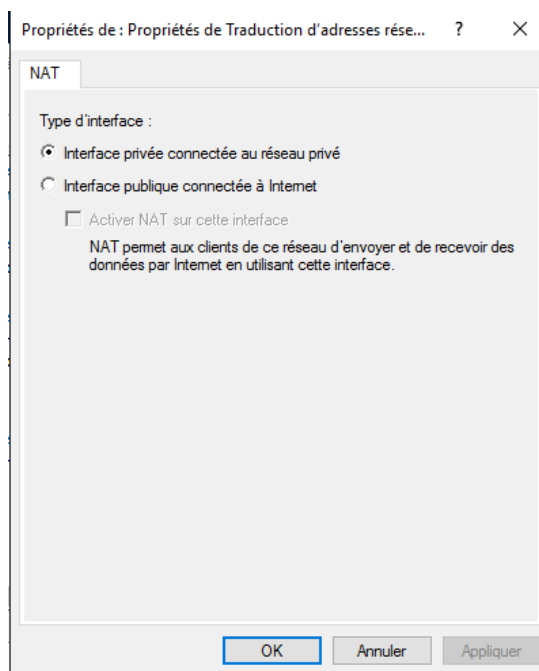 Propriétés de : Propriétés de Traduction d'adresses rése... ? ×
NAT
Type d'interface :
Interface privée connectée au réseau privé
Interface publique connectée à Internet
Activer NAT sur cette interface
NAT permet aux clients de ce réseau d'envoyer et de recevoir des
données par Internet en utilisant cette interface.
OK Annuler Appliquer